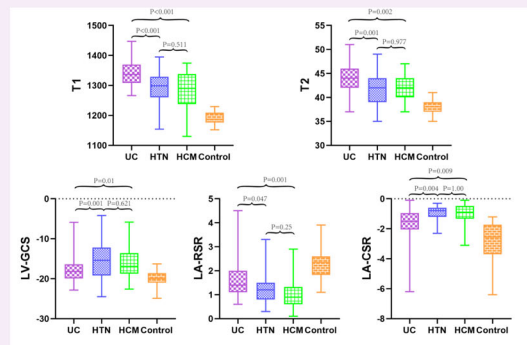 P<0.001
P<0.001
P=0.511
T1
1500
1400
1300
1200
1100
UC HTN HCM Control
P=0.002
P=0.001
P=0.977
T2
55
50
45
40
35
30
UC HTN HCM Control
P=0.01
P=0.001
P=0.621
LV-GCS
0
-10
-20
-30
UC HTN HCM Control
P=0.001
P=0.047
P=0.25
LA-RSR
5
4
3
2
1
0
UC HTN HCM Control
P=0.009
P=0.004
P=1.00
LA-CSR
0
-2
-4
-6
-8
UC HTN HCM Control